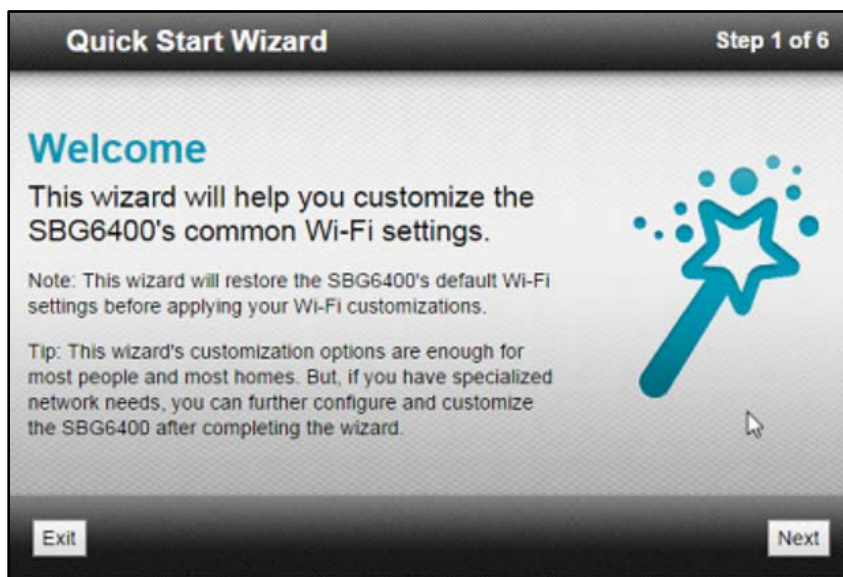 Quick Start Wizard
Step 1 of 6
Welcome
This wizard will help you customize the
SBG6400's common Wi-Fi settings.
Note: This wizard will restore the SBG6400's default Wi-Fi
settings before applying your Wi-Fi customizations.
Tip: This wizard's customization options are enough for
most people and most homes. But, if you have specialized
network needs, you can further configure and customize
the SBG6400 after completing the wizard.
Exit
Next